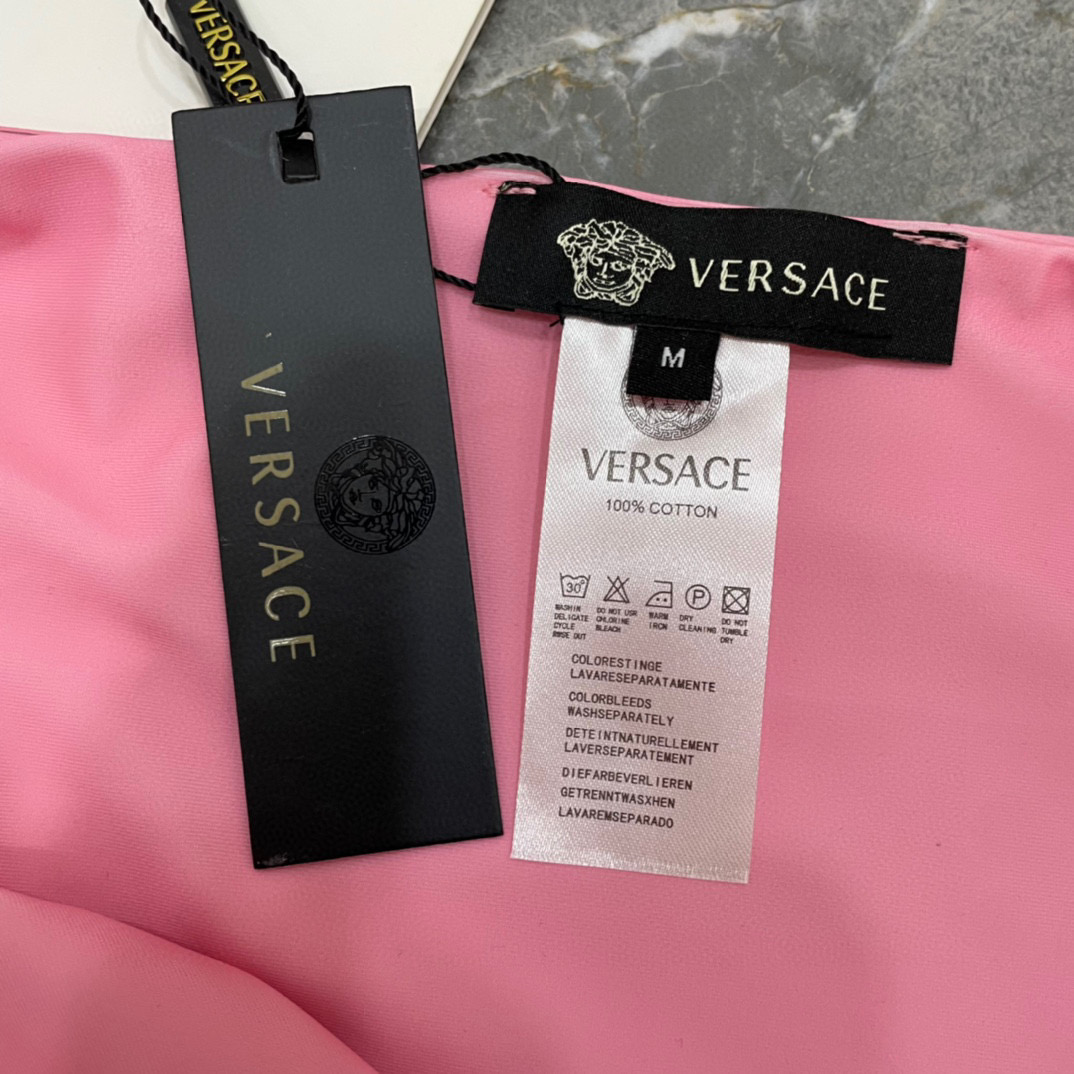 VERSACE
VERSACE
VERSACE
M
VERSACE
100% COTTON
30°
P
WASHIN
DELICATE
CYCLE
RINSE OUT
DO NOT USR
CHLORINE
BLEACH
WARM
IRON
DRY
CLEANING
DO NOT
TUMBLE
DRY
COLORESTINGE
LAVARESEPARATAMENTE
COLORBLEEDS
WASHSEPARATELY
DETEINTNATURELLEMENT
LAVERSEPARATEMENT
DIEFARBEVERLIEREN
GETRENNTWASXHEN
LAVAREMSEPARADO